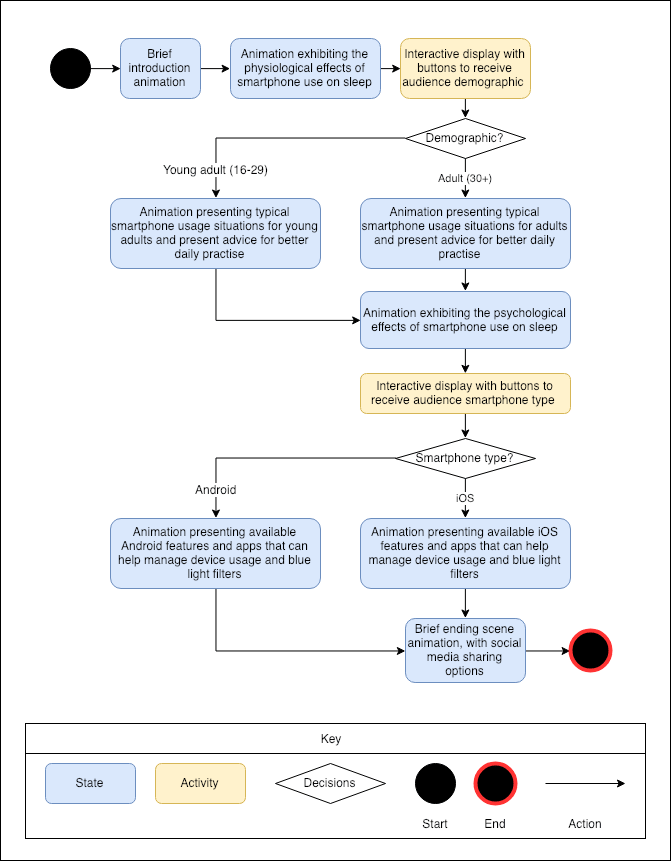 Brief
introduction
animation
Animation exhibiting the
physiological effects of
smartphone use on sleep
Interactive display with
buttons to receive
audience demographic
Demographic?
Young adult (16-29)
Adult (30+)
Animation presenting typical
smartphone usage situations for young
adults and present advice for better
daily practise
Animation presenting typical
smartphone usage situations for adults
and present advice for better daily
practise
Animation exhibiting the psychological
effects of smartphone use on sleep
Interactive display with buttons to
receive audience smartphone type
Smartphone type?
Android
iOS
Animation presenting available
Android features and apps that can
help manage device usage and blue
light filters
Animation presenting available iOS
features and apps that can help
manage device usage and blue light
filters
Brief ending scene
animation, with social
media sharing
options
Key
State
Activity
Decisions
Start
End
Action